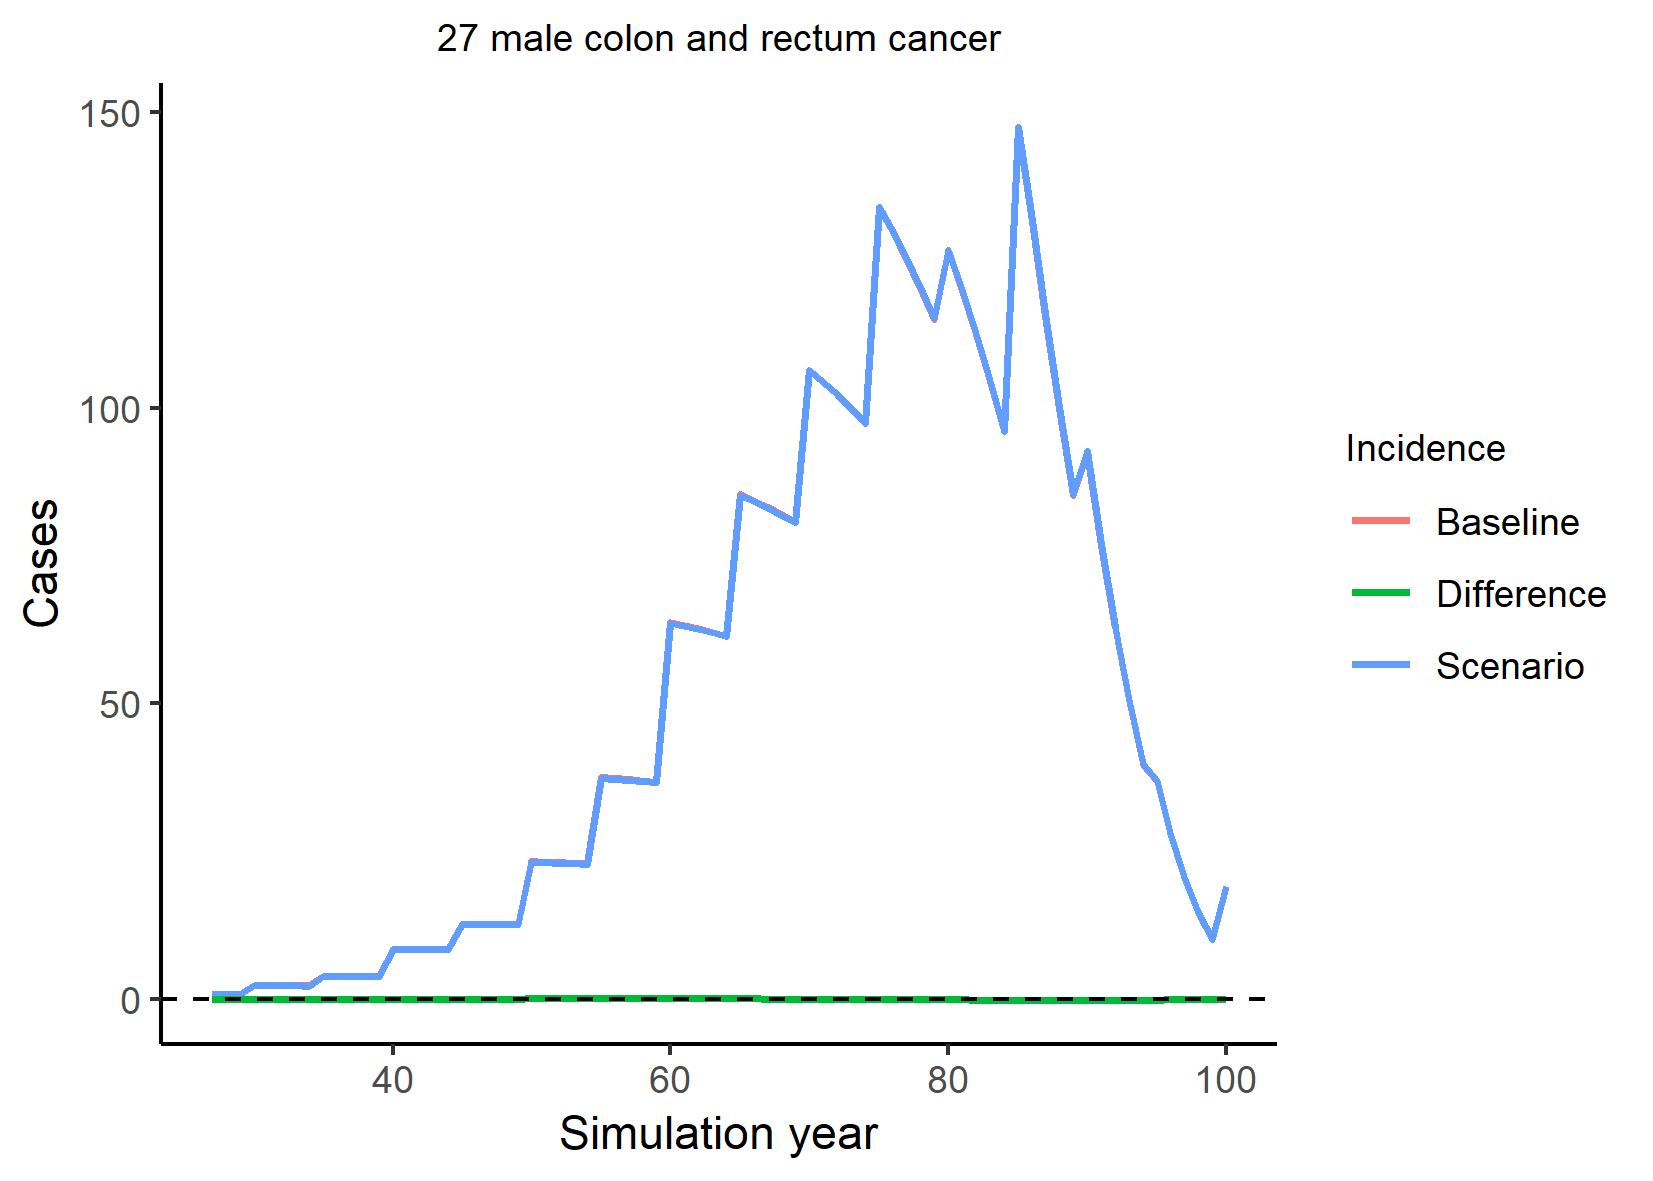 27 male colon and rectum cancer
150
100
50
0
Cases
40 60 80 100
Simulation year
Incidence
Baseline
Difference
Scenario